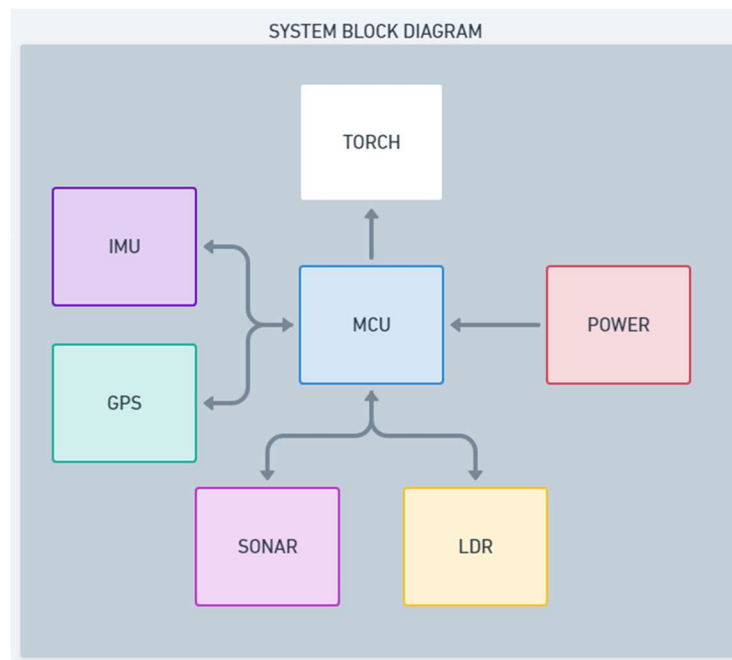 SYSTEM BLOCK DIAGRAM
TORCH
IMU
MCU
POWER
GPS
SONAR
LDR